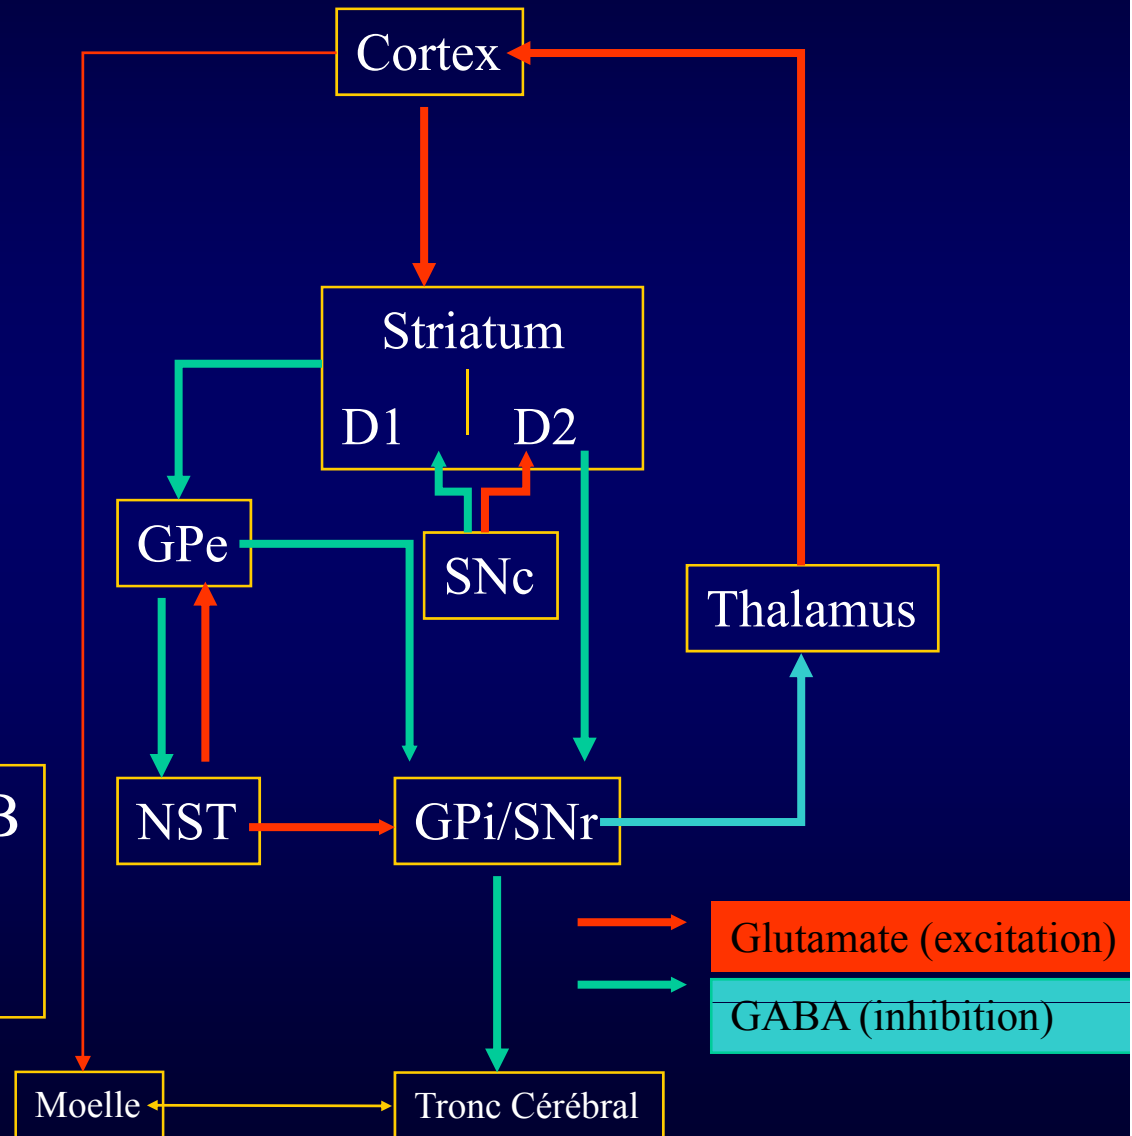 Cortex
Striatum
D1 D2
GPe
SNc
Thalamus
B
NST
GPi/SNr
Glutamate (excitation)
GABA (inhibition)
Moelle
Tronc Cérébral